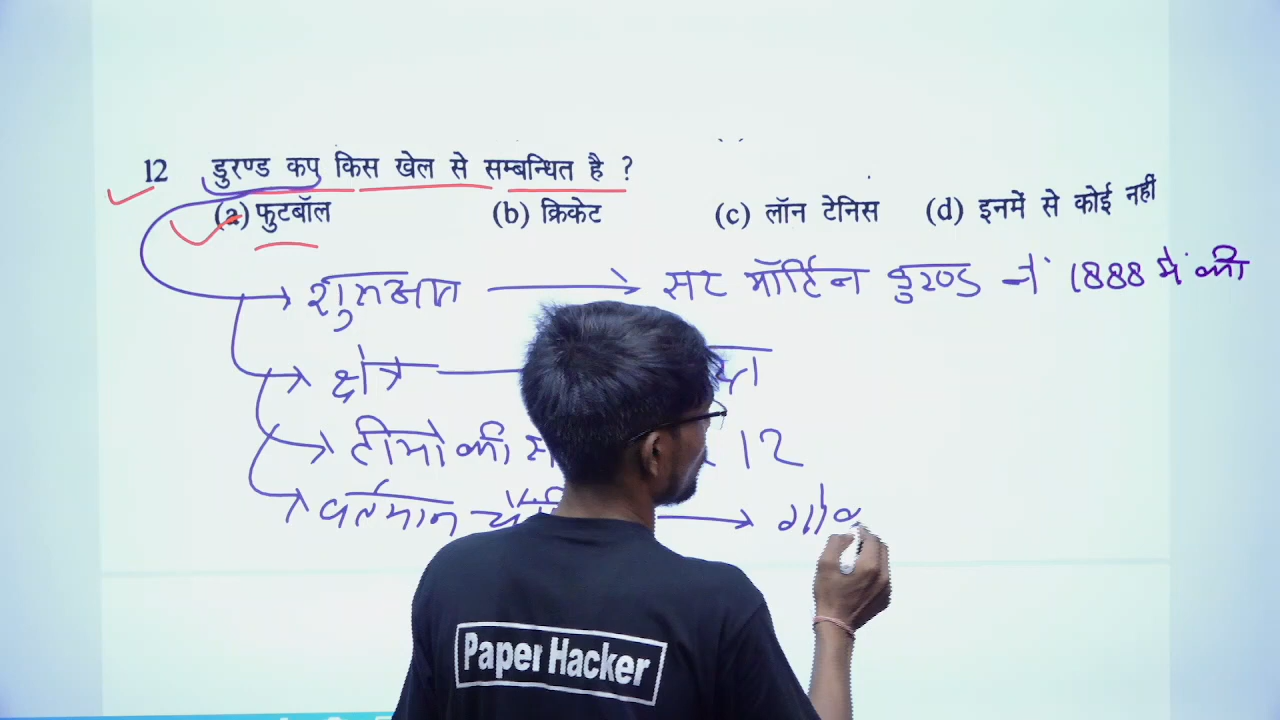 12 डुरण्ड कप किस खेल से सम्बन्धित है ?
(a) फुटबॉल (b) क्रिकेट (c) लॉन टेनिस (d) इनमें से कोई नहीं
शुरुआत → सर मॉर्टिन डुरण्ड ने 1888 में की
क्षेत्र
टीमो की 12
वर्तमान →
Paper Hacker